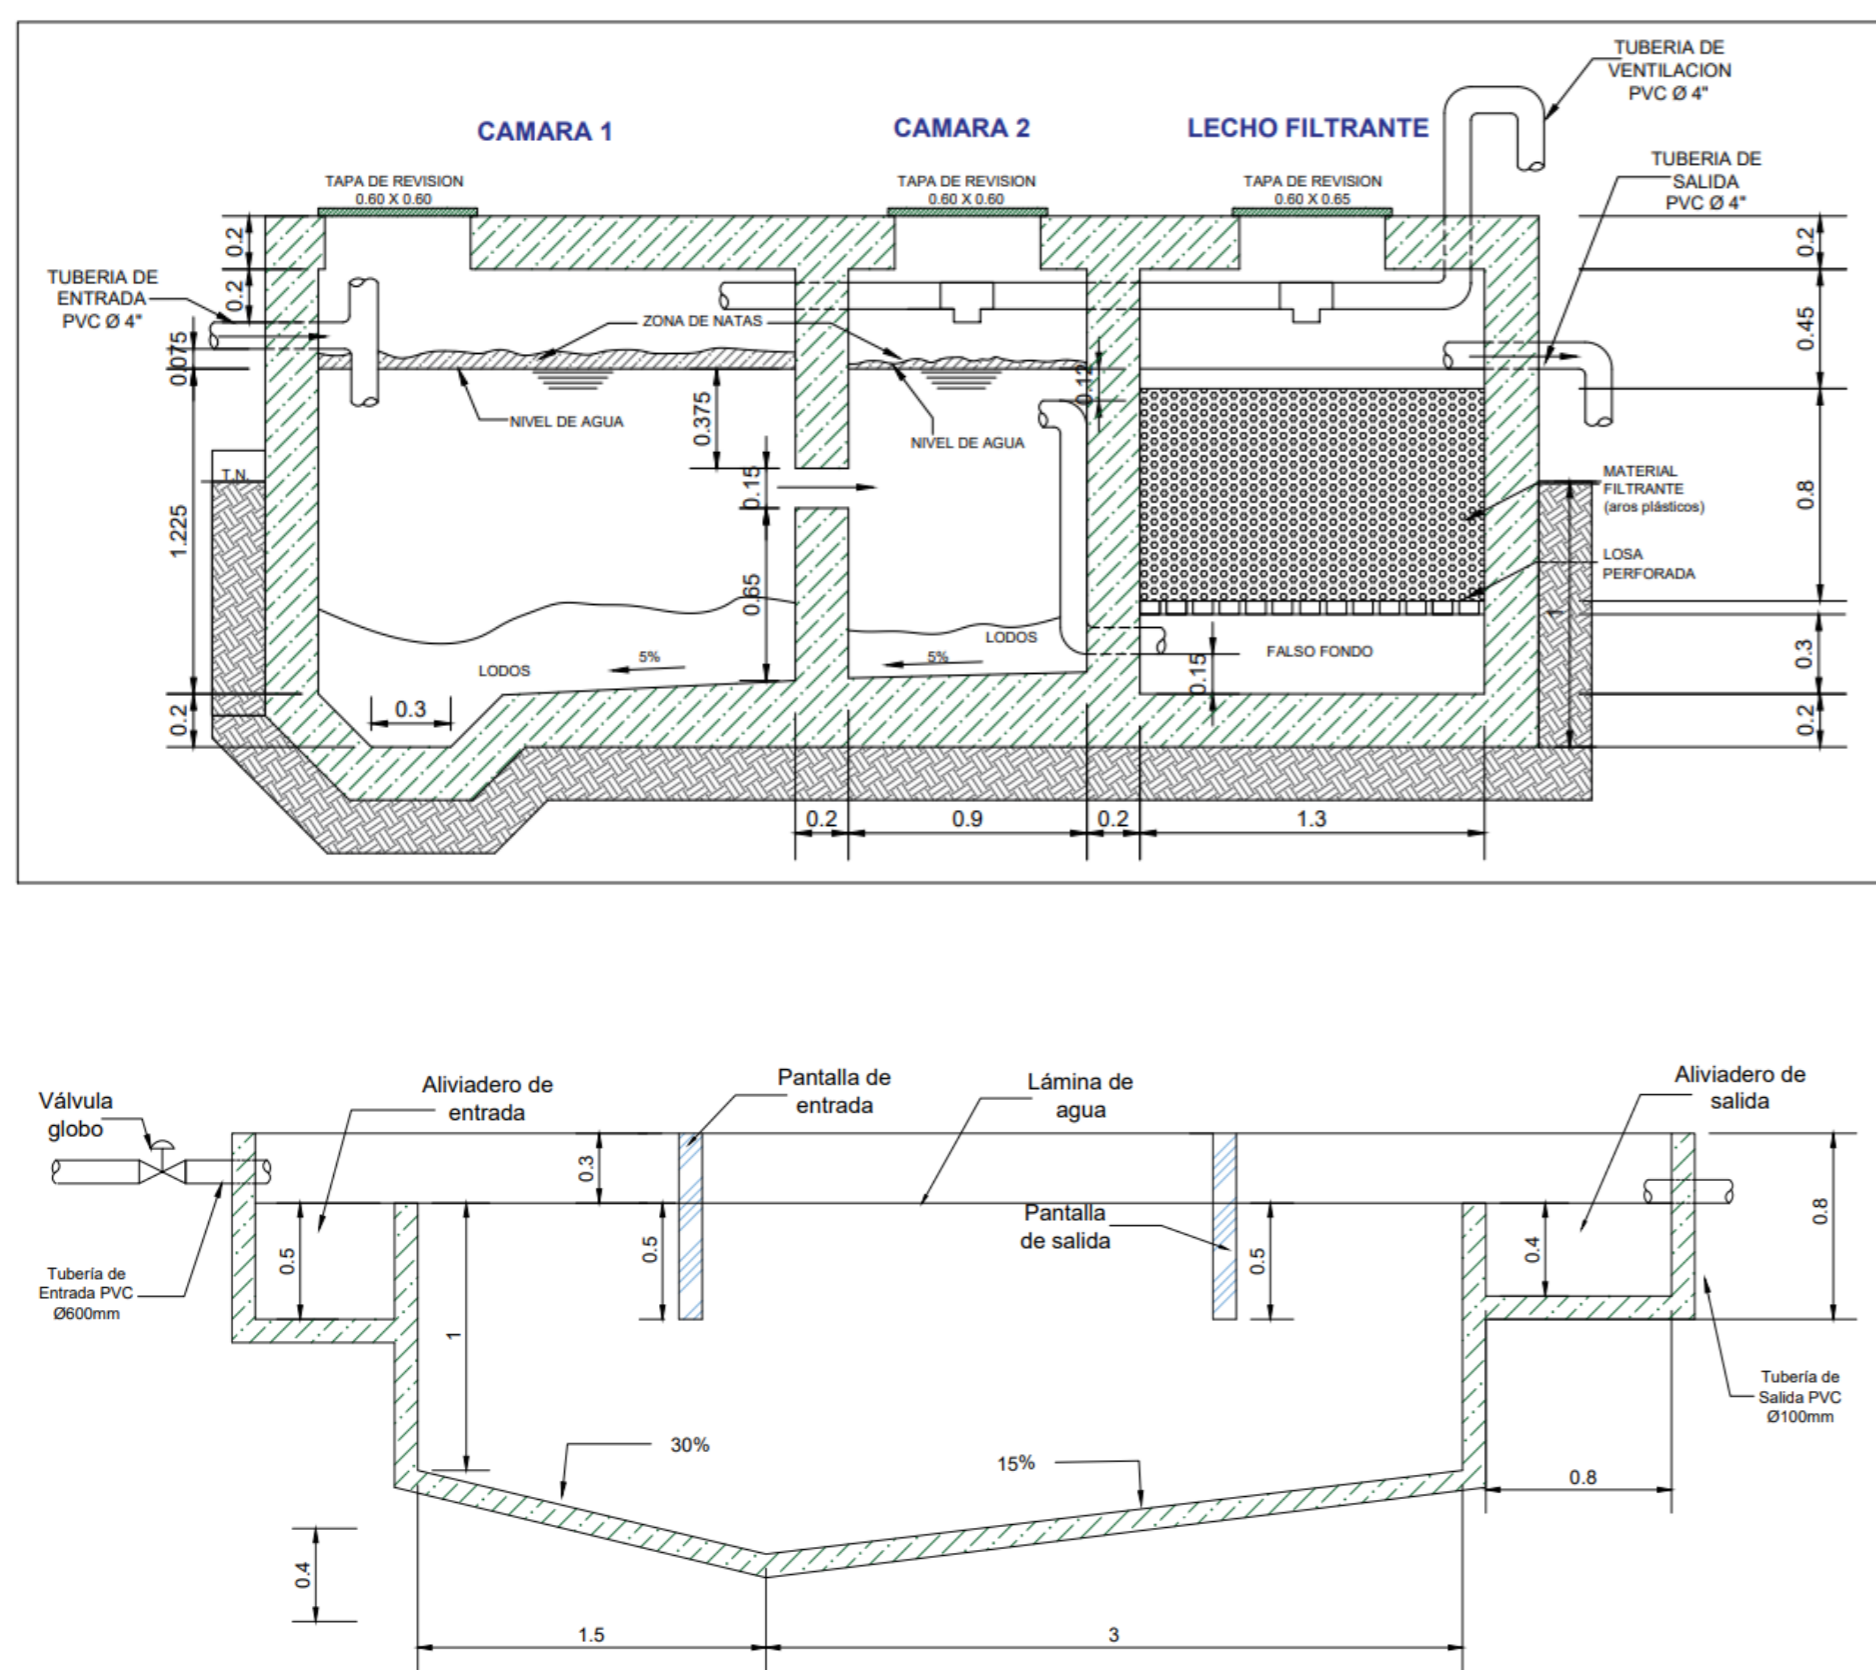 TUBERIA DE
VENTILACION
PVC Ø 4"
CAMARA 1
CAMARA 2
LECHO FILTRANTE
TUBERIA DE
SALIDA
PVC Ø 4"
TAPA DE REVISION
0.60 X 0.60
TAPA DE REVISION
0.60 X 0.60
TAPA DE REVISION
0.60 X 0.65
0.2
0.2
TUBERIA DE
ENTRADA
PVC Ø 4"
0.2
0.45
ZONA DE NATAS
0.075
0.12
0.375
NIVEL DE AGUA
NIVEL DE AGUA
T.N.
0.15
MATERIAL
FILTRANTE
(aros plásticos)
0.8
1.225
LOSA
PERFORADA
0.65
1
LODOS
5%
LODOS
5%
FALSO FONDO
0.15
0.3
0.2
0.3
0.2
0.2
0.9
0.2
1.3
Válvula
globo
Aliviadero de
entrada
Pantalla de
entrada
Lámina de
agua
Aliviadero de
salida
0.3
0.8
0.5
0.5
Pantalla
de salida
0.5
0.4
Tubería de
Entrada PVC
Ø600mm
1
Tubería de
Salida PVC
Ø100mm
30%
15%
0.8
0.4
1.5
3